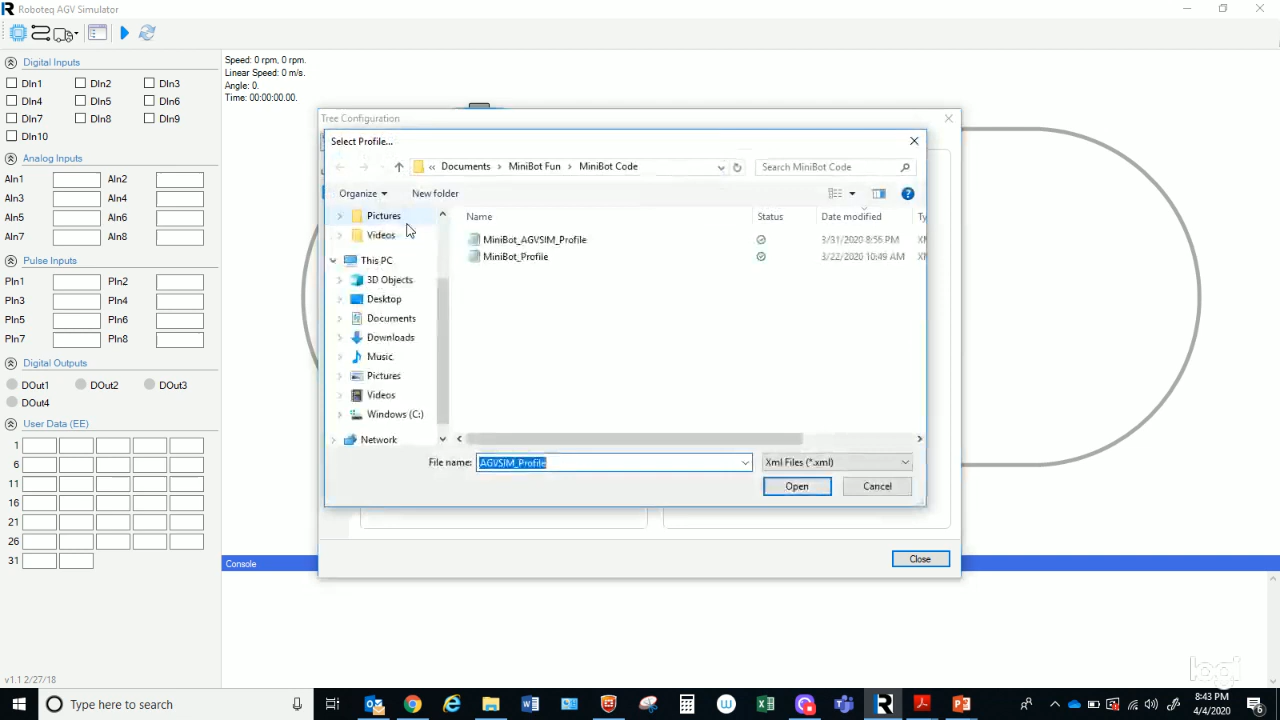 Roboteq AGV Simulator
Digital Inputs
DIn1 DIn2 DIn3
DIn4 DIn5 DIn6
DIn7 DIn8 DIn9
DIn10
Analog Inputs
AIn1 AIn2
AIn3 AIn4
AIn5 AIn6
AIn7 AIn8
Pulse Inputs
PIn1 PIn2
PIn3 PIn4
PIn5 PIn6
PIn7 PIn8
Digital Outputs
DOut1 DOut2 DOut3
DOut4
User Data (EE)
1
6
11
16
21
26
31
v1.1 2/27/18
Speed: 0 rpm, 0 rpm.
Linear Speed: 0 m/s.
Angle: 0.
Time: 00:00:00.00.
Tree Configuration
Select Profile...
« Documents > MiniBot Fun > MiniBot Code
Search MiniBot Code
Organize New folder
Pictures
Videos
This PC
3D Objects
Desktop
Documents
Downloads
Music
Pictures
Videos
Windows (C:)
Network
Name Status Date modified Ty
MiniBot_AGVSIM_Profile 3/31/2020 8:56 PM XM
MiniBot_Profile 3/22/2020 10:49 AM XM
File name: AGVSIM_Profile Xml Files (*.xml)
Open Cancel
Close
Console
logi
Type here to search
8:43 PM
4/4/2020
6